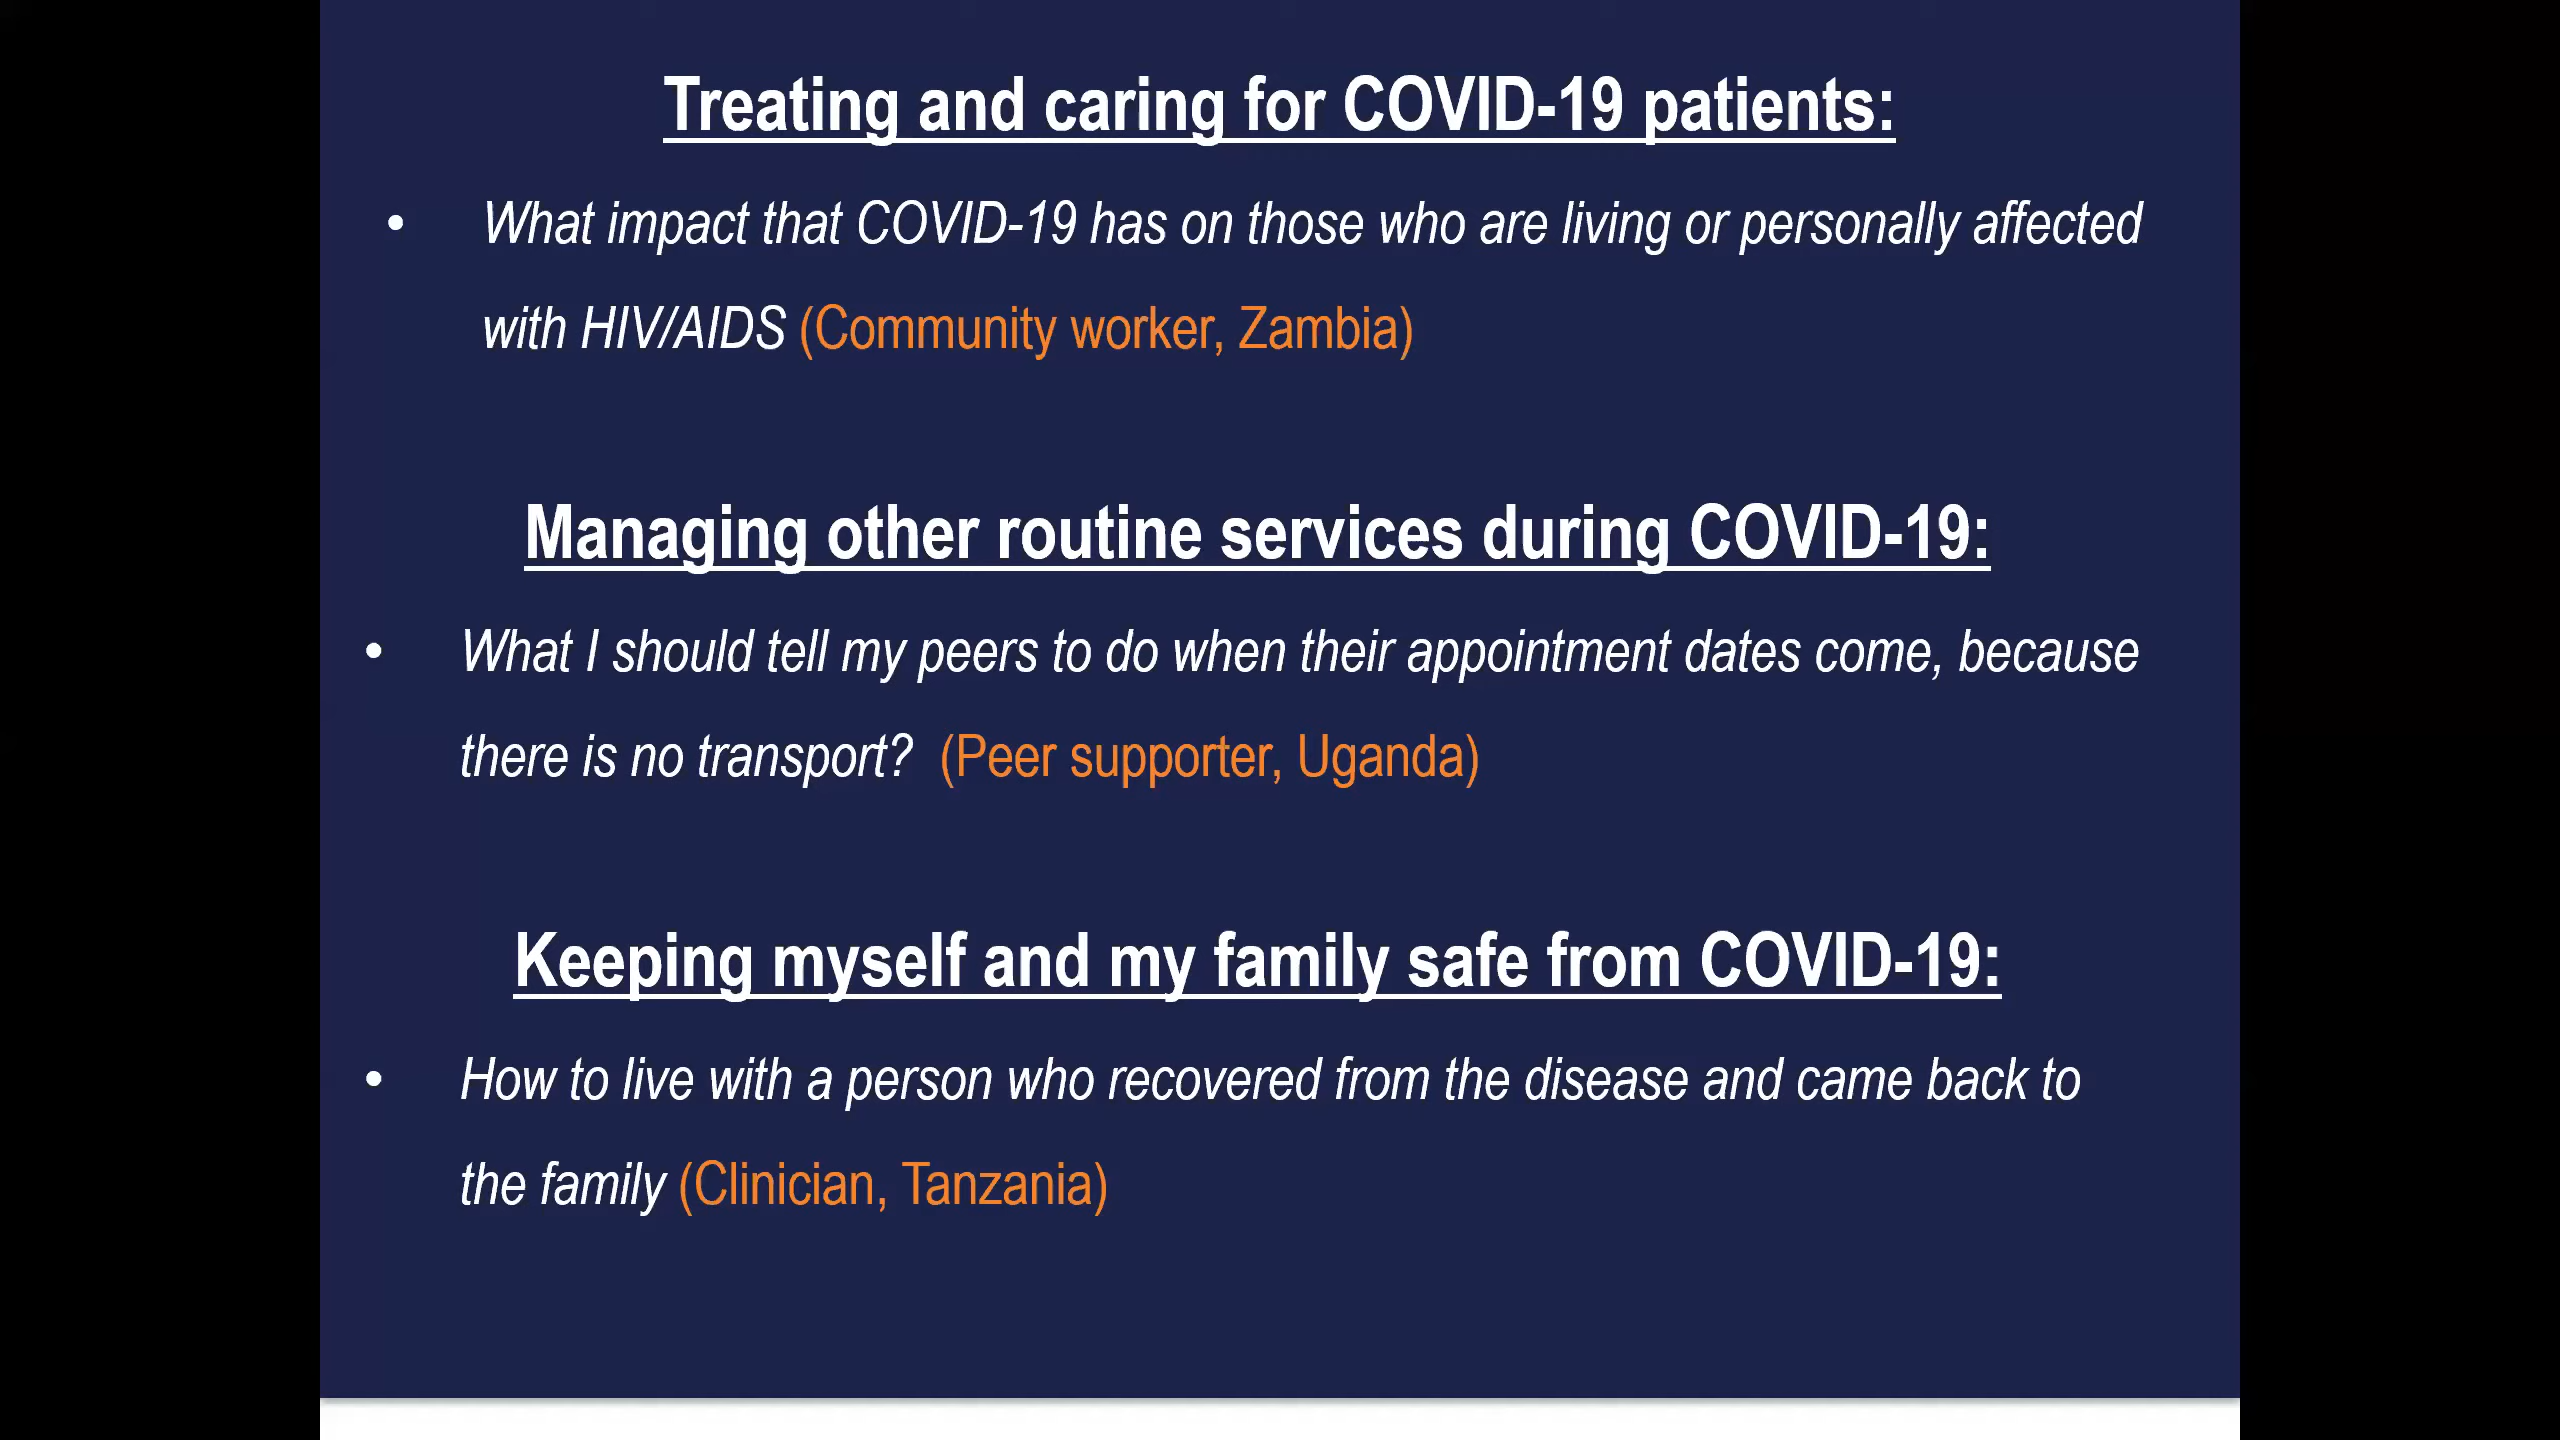 Treating and caring for COVID-19 patients:
• What impact that COVID-19 has on those who are living or personally affected
with HIV/AIDS (Community worker, Zambia)
Managing other routine services during COVID-19:
• What I should tell my peers to do when their appointment dates come, because
there is no transport? (Peer supporter, Uganda)
Keeping myself and my family safe from COVID-19:
• How to live with a person who recovered from the disease and came back to
the family (Clinician, Tanzania)